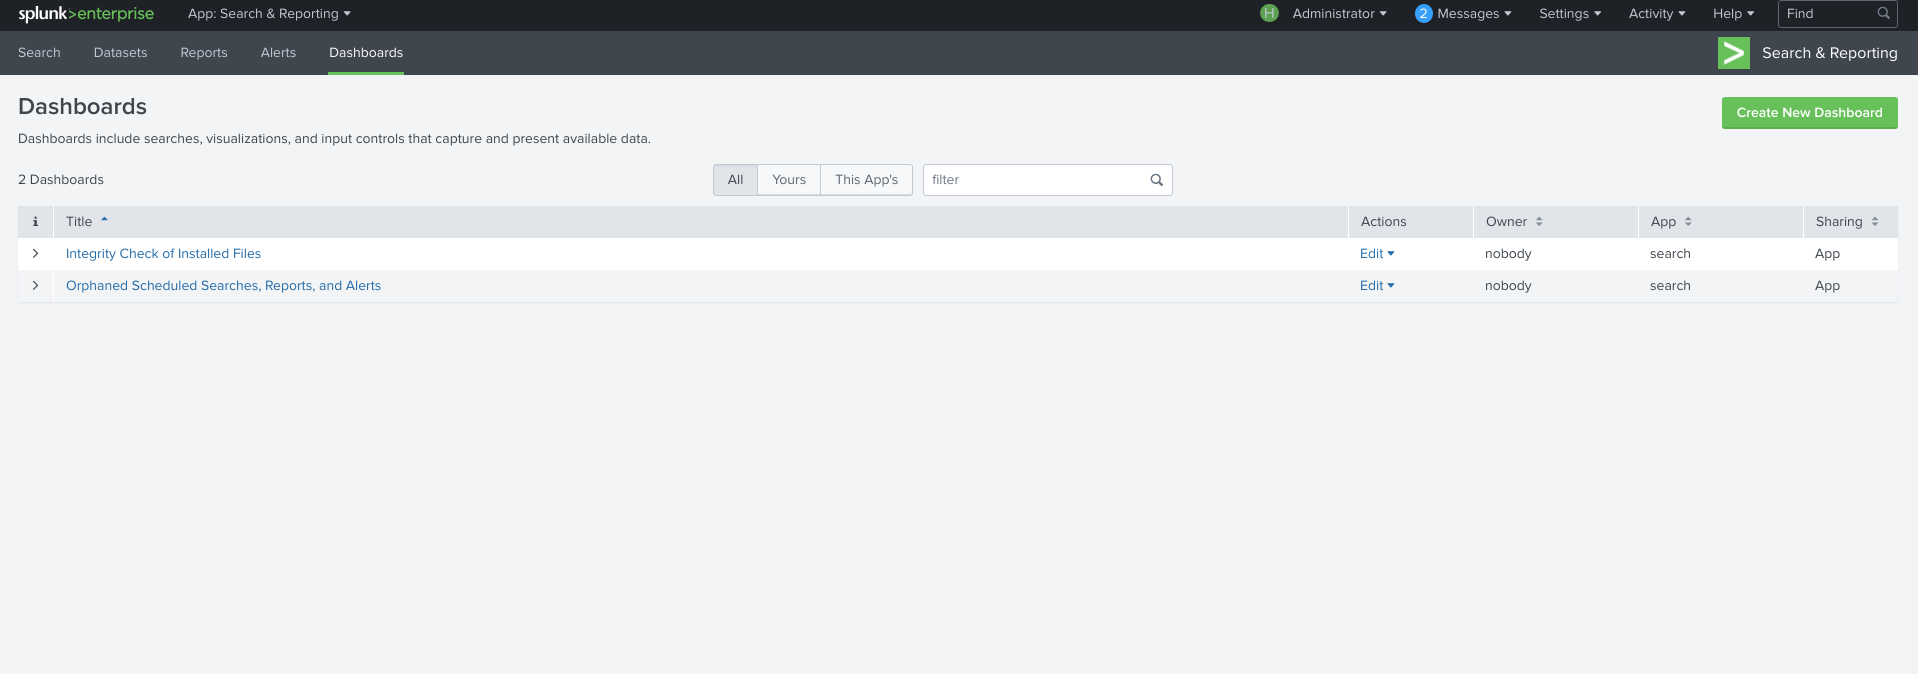 splunk>enterprise App: Search & Reporting H Administrator 2 Messages Settings Activity Help Find
Search Datasets Reports Alerts Dashboards Search & Reporting
Dashboards
Create New Dashboard
Dashboards include searches, visualizations, and input controls that capture and present available data.
2 Dashboards All Yours This App's filter
i Title Actions Owner App Sharing
Integrity Check of Installed Files Edit nobody search App
Orphaned Scheduled Searches, Reports, and Alerts Edit nobody search App